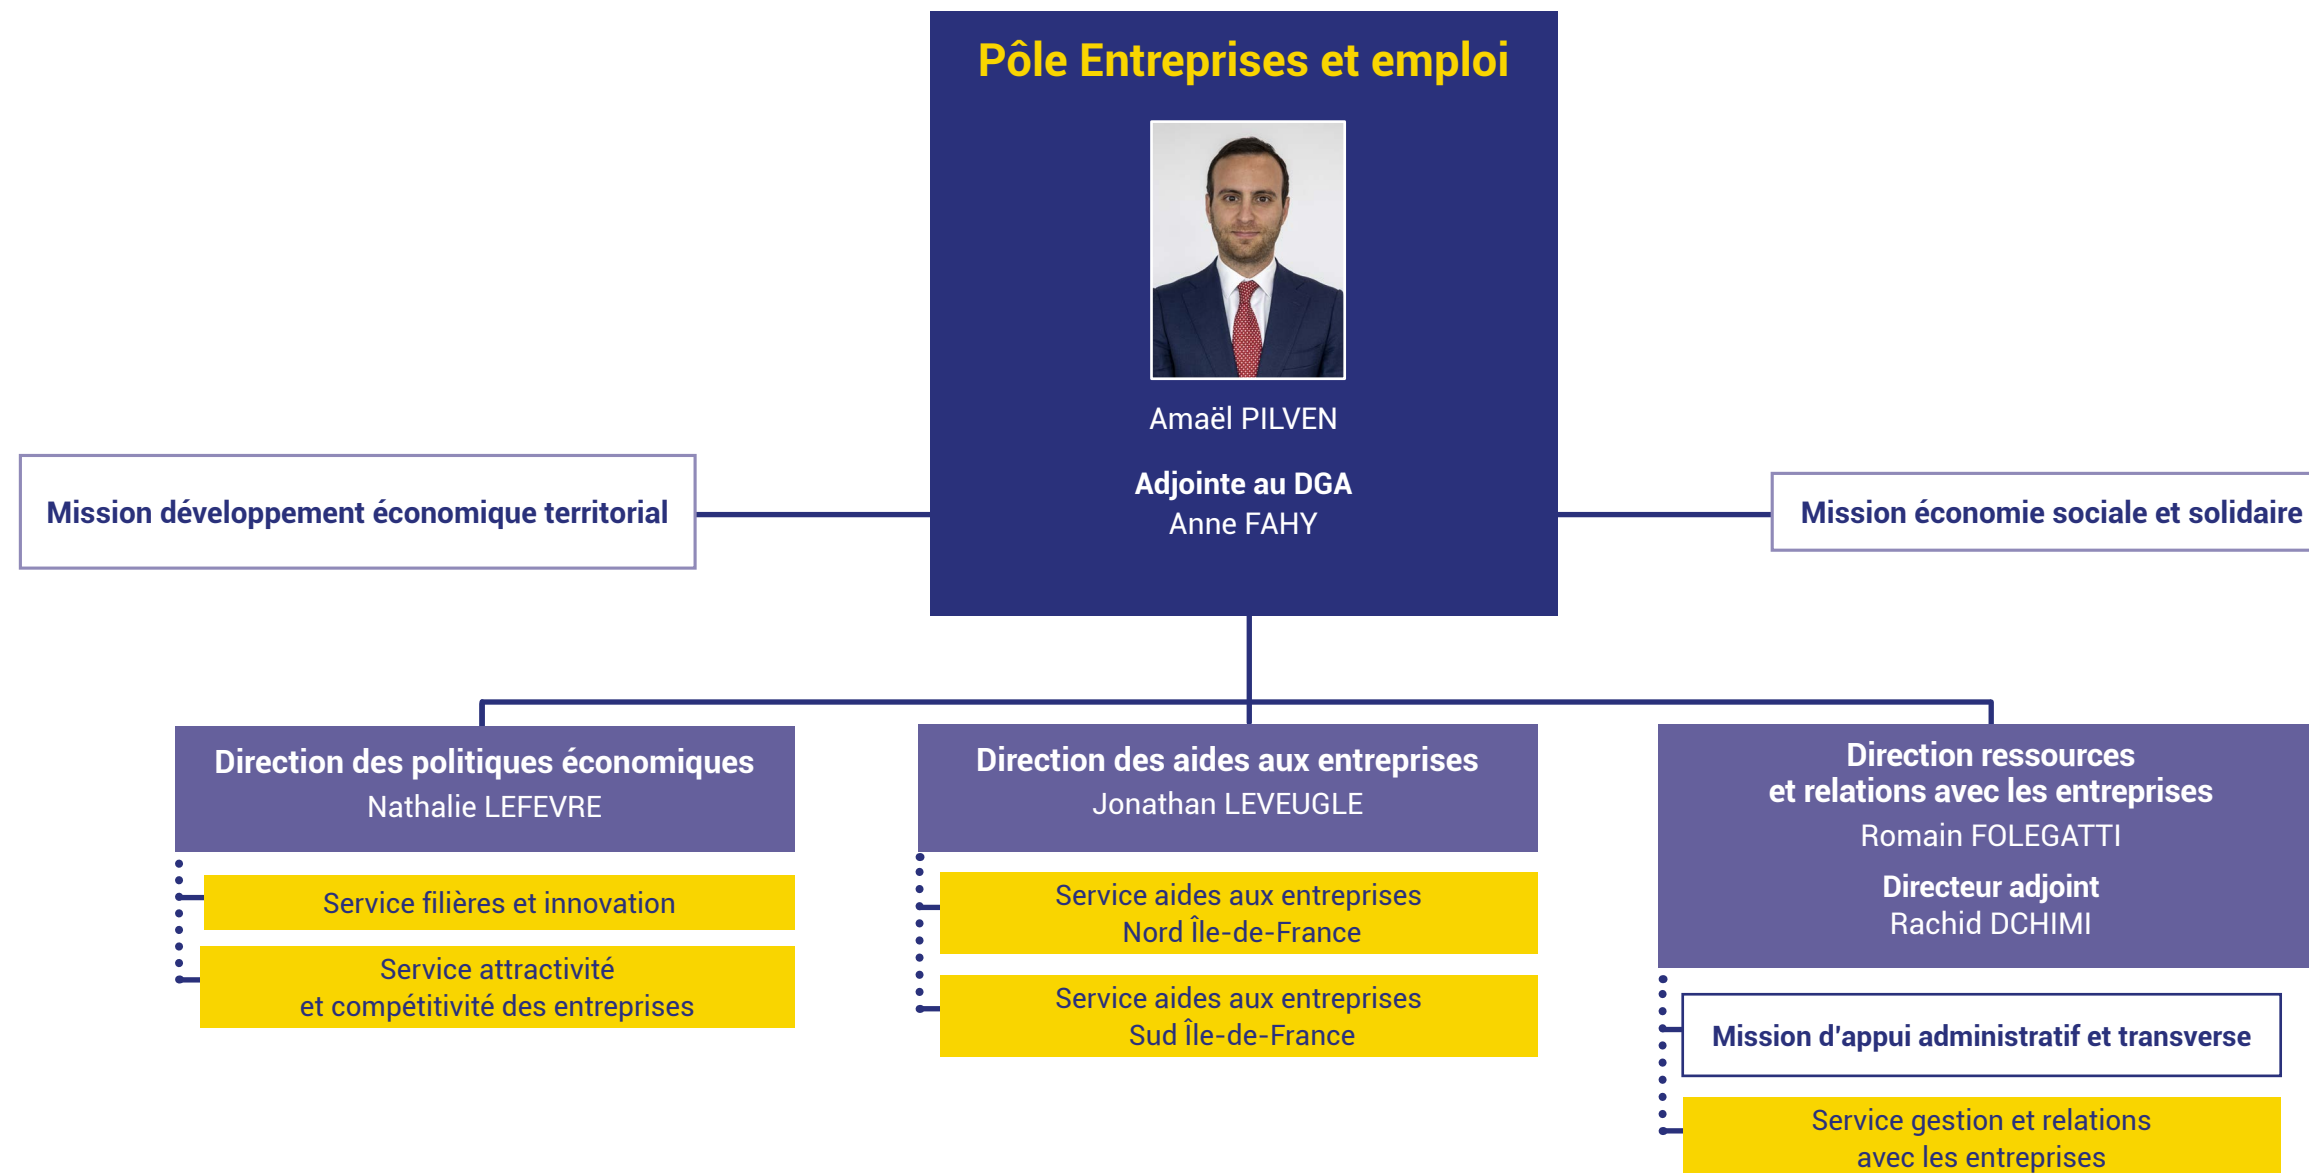 Pôle Entreprises et emploi
Amaël PILVEN
Adjointe au DGA
Anne FAHY
Mission développement économique territorial
Mission économie sociale et solidaire
Direction des politiques économiques
Nathalie LEFEVRE
Service filières et innovation
Service attractivité
et compétitivité des entreprises
Direction des aides aux entreprises
Jonathan LEVEUGLE
Service aides aux entreprises
Nord Île-de-France
Service aides aux entreprises
Sud Île-de-France
Direction ressources
et relations avec les entreprises
Romain FOLEGATTI
Directeur adjoint
Rachid DCHIMI
Mission d'appui administratif et transverse
Service gestion et relations
avec les entreprises